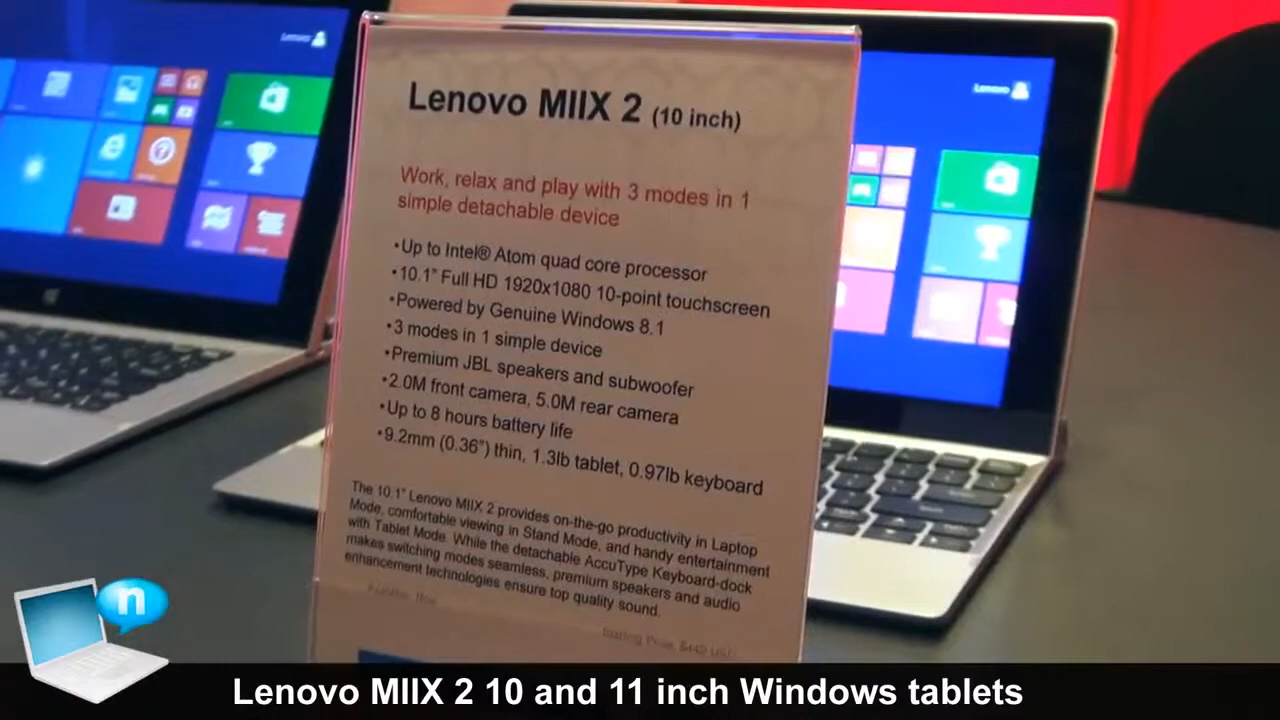 Lenovo
Lenovo
Lenovo MIIX 2 (10 inch)
Work, relax and play with 3 modes in 1
simple detachable device
•Up to Intel® Atom quad core processor
•10.1" Full HD 1920x1080 10-point touchscreen
•Powered by Genuine Windows 8.1
•3 modes in 1 simple device
•Premium JBL speakers and subwoofer
•2.0M front camera, 5.0M rear camera
•Up to 8 hours battery life
•9.2mm (0.36") thin, 1.3lb tablet, 0.97lb keyboard
The 10.1" Lenovo MIIX 2 provides on-the-go productivity in Laptop
Mode, comfortable viewing in Stand Mode, and handy entertainment
with Tablet Mode. While the detachable AccuType Keyboard-dock
makes switching modes seamless, premium speakers and audio
enhancement technologies ensure top quality sound.
Starting Price
n
Lenovo MIIX 2 10 and 11 inch Windows tablets